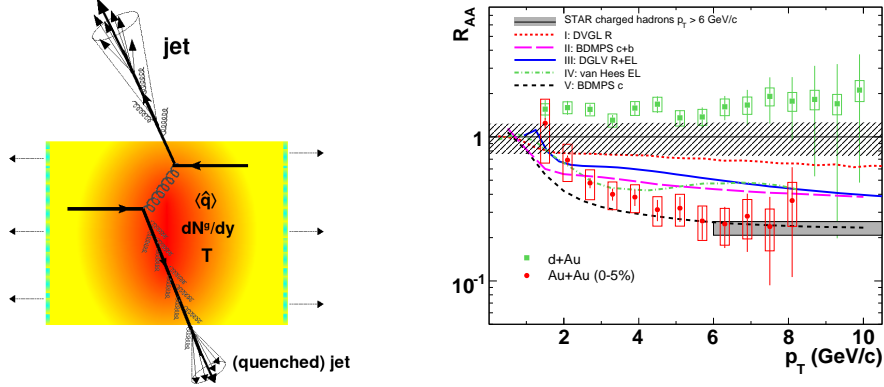 jet
⟨q̂⟩
dNᵍ/dy
T
(quenched) jet
R_AA
STAR charged hadrons p_T > 6 GeV/c
I: DVGL R
II: BDMPS c+b
III: DGLV R+EL
IV: van Hees EL
V: BDMPS c
1
d+Au
Au+Au (0-5%)
10⁻¹
2 4 6 8 10
p_T (GeV/c)